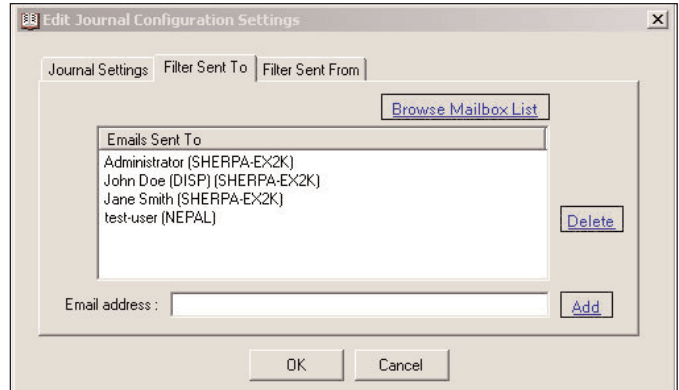 Edit Journal Configuration Settings
Journal Settings Filter Sent To Filter Sent From
Browse Mailbox List
Emails Sent To
Administrator (SHERPA-EX2K)
John Doe (DISP) (SHERPA-EX2K)
Jane Smith (SHERPA-EX2K)
test-user (NEPAL)
Delete
Email address :
Add
OK Cancel